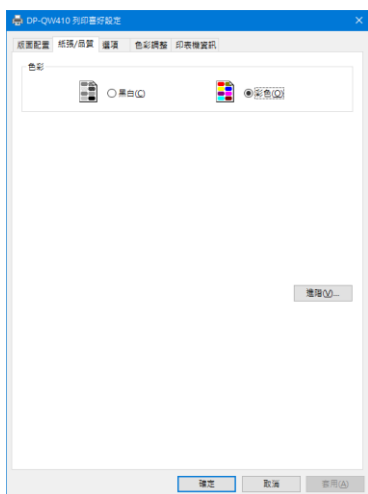 DP-QW410 列印喜好設定
版面配置 紙張/品質 選項 色彩調整 印表機資訊
色彩
黑白(C) 彩色(O)
進階(V)...
確定 取消 套用(A)